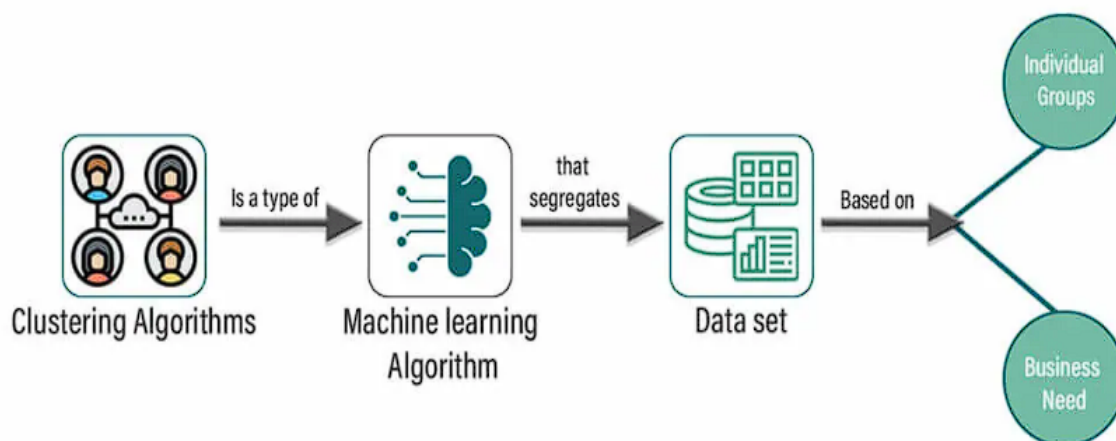 Clustering Algorithms
Is a type of
Machine learning
Algorithm
that
segregates
Data set
Based on
Individual
Groups
Business
Need